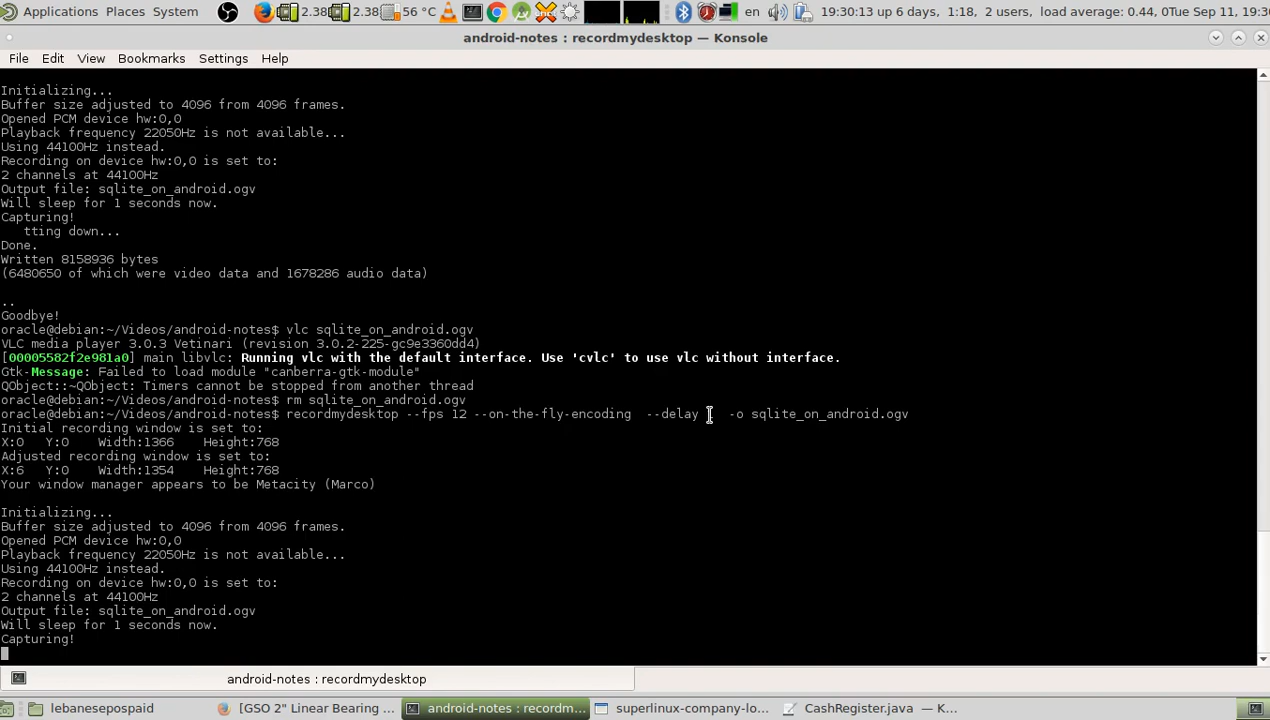 Applications Places System 2.38 2.38 56 °C en 19:30:13 up 6 days, 1:18, 2 users, load average: 0.44, 0 Tue Sep 11, 19:30
android-notes : recordmydesktop — Konsole
File Edit View Bookmarks Settings Help
Initializing...
Buffer size adjusted to 4096 from 4096 frames.
Opened PCM device hw:0,0
Playback frequency 22050Hz is not available...
Using 44100Hz instead.
Recording on device hw:0,0 is set to:
2 channels at 44100Hz
Output file: sqlite_on_android.ogv
Will sleep for 1 seconds now.
Capturing!
tting down...
Done.
Written 8158936 bytes
(6480650 of which were video data and 1678286 audio data)
..
Goodbye!
oracle@debian:~/Videos/android-notes$ vlc sqlite_on_android.ogv
VLC media player 3.0.3 Vetinari (revision 3.0.2-225-gc9e3360dd4)
[00005582f2e981a0] main libvlc: Running vlc with the default interface. Use 'cvlc' to use vlc without interface.
Gtk-Message: Failed to load module "canberra-gtk-module"
QObject::~QObject: Timers cannot be stopped from another thread
oracle@debian:~/Videos/android-notes$ rm sqlite_on_android.ogv
oracle@debian:~/Videos/android-notes$ recordmydesktop --fps 12 --on-the-fly-encoding --delay -o sqlite_on_android.ogv
Initial recording window is set to:
X:0 Y:0 Width:1366 Height:768
Adjusted recording window is set to:
X:6 Y:0 Width:1354 Height:768
Your window manager appears to be Metacity (Marco)
Initializing...
Buffer size adjusted to 4096 from 4096 frames.
Opened PCM device hw:0,0
Playback frequency 22050Hz is not available...
Using 44100Hz instead.
Recording on device hw:0,0 is set to:
2 channels at 44100Hz
Output file: sqlite_on_android.ogv
Will sleep for 1 seconds now.
Capturing!
android-notes : recordmydesktop
lebanesepospaid [GSO 2" Linear Bearing ... android-notes : recordm... superlinux-company-lo... CashRegister.java — K...